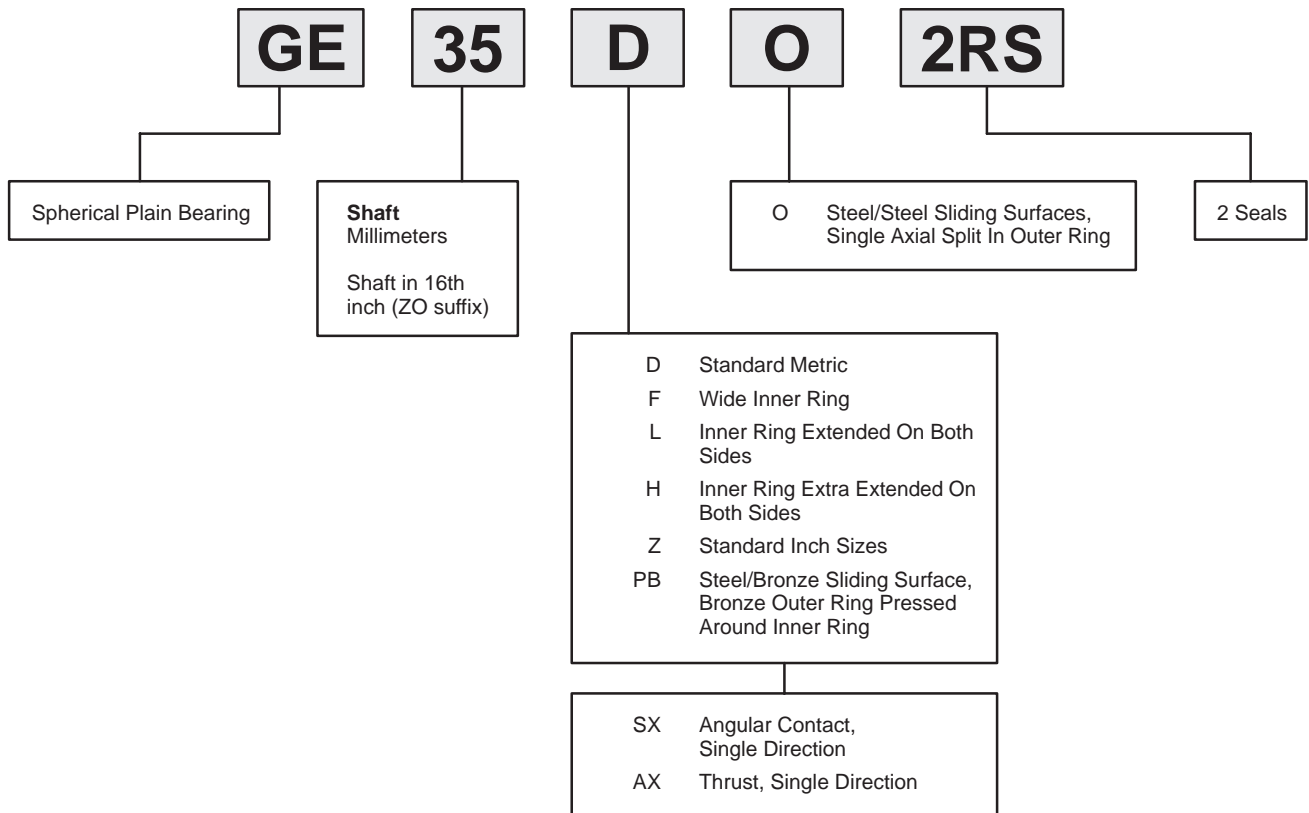 GE 35 D O 2RS
Spherical Plain Bearing
Shaft
Millimeters
Shaft in 16th
inch (ZO suffix)
O Steel/Steel Sliding Surfaces,
Single Axial Split In Outer Ring
2 Seals
D Standard Metric
F Wide Inner Ring
L Inner Ring Extended On Both
Sides
H Inner Ring Extra Extended On
Both Sides
Z Standard Inch Sizes
PB Steel/Bronze Sliding Surface,
Bronze Outer Ring Pressed
Around Inner Ring
SX Angular Contact,
Single Direction
AX Thrust, Single Direction